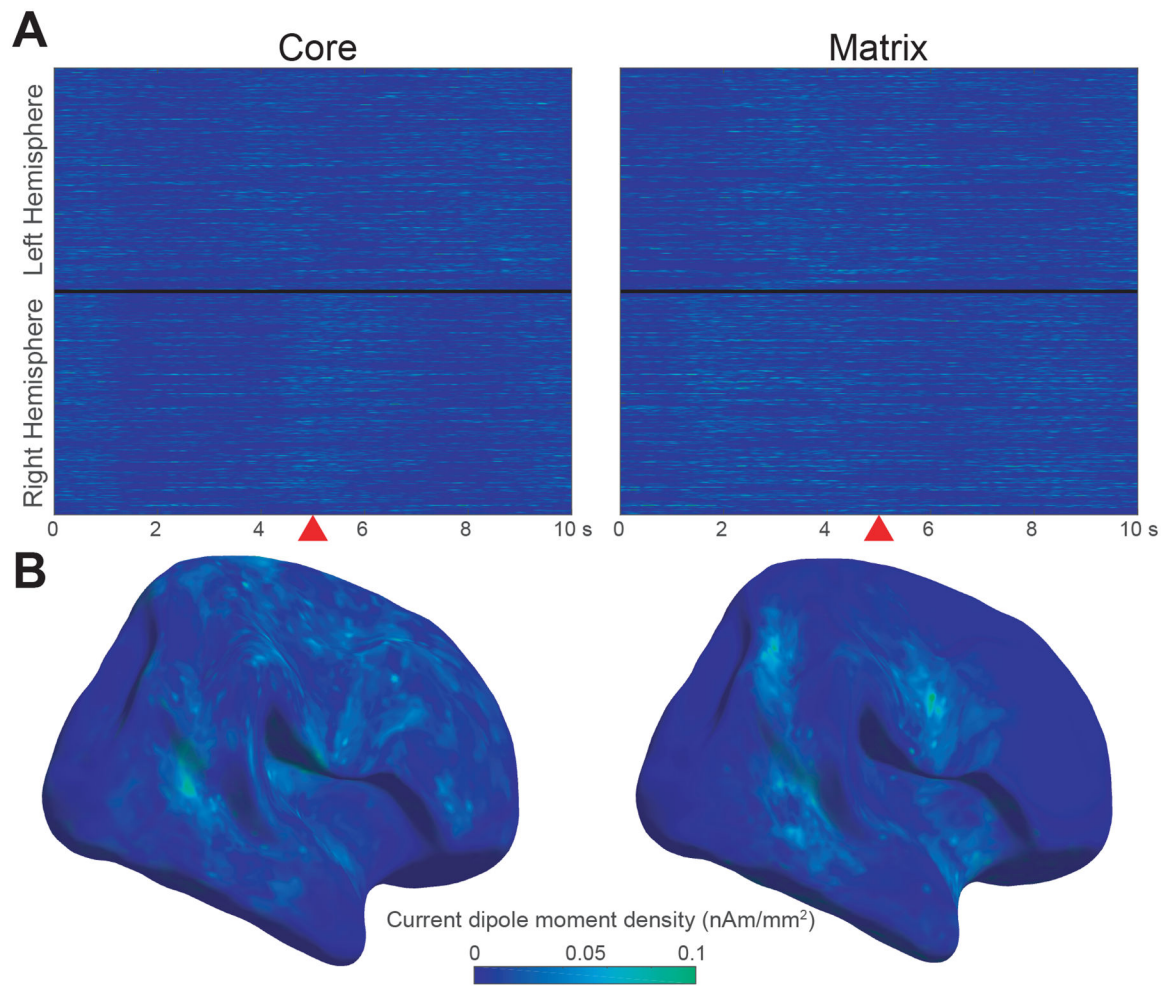 A
Core
Matrix
Left Hemisphere
Right Hemisphere
0 2 4 6 8 10 s
0 2 4 6 8 10 s
B
Current dipole moment density (nAm/mm²)
0 0.05 0.1